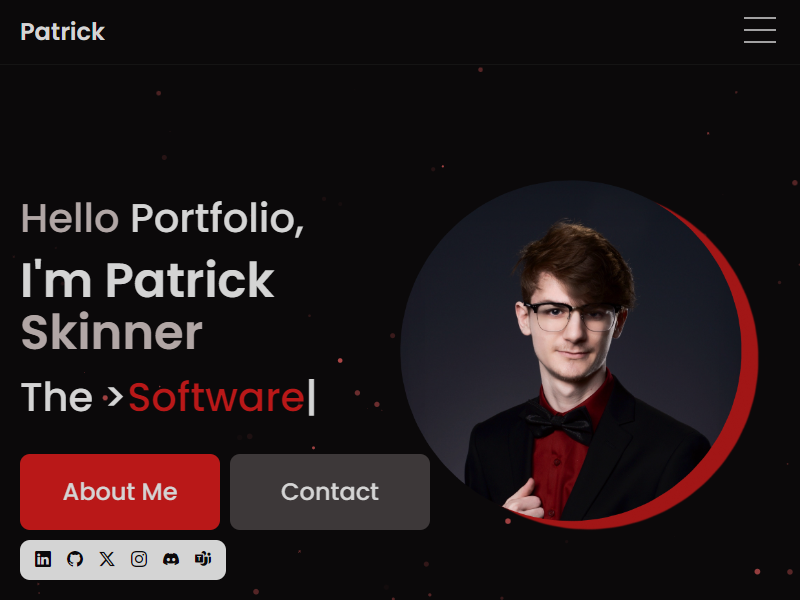 Patrick
Hello Portfolio,
I'm Patrick
Skinner
The >Software|
About Me
Contact